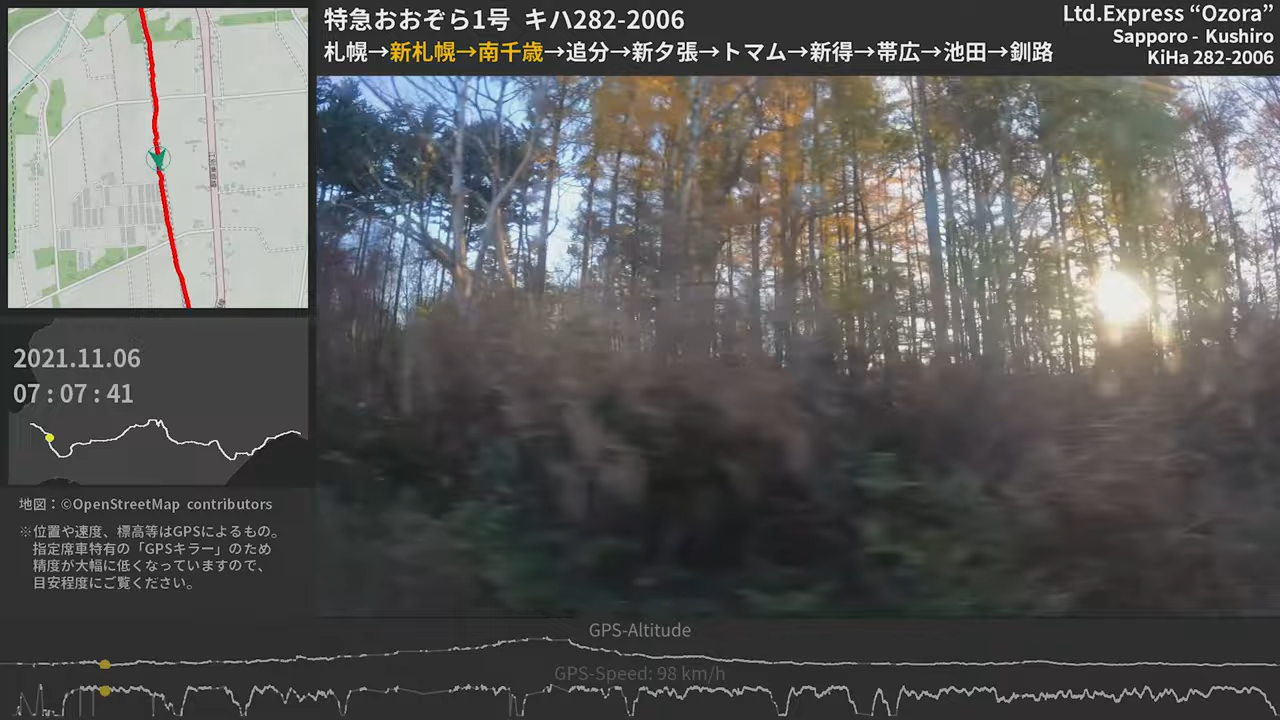 特急おおぞら1号 キハ282-2006
札幌→新札幌→南千歳→追分→新夕張→トマム→新得→帯広→池田→釧路
Ltd.Express “Ozora”
Sapporo - Kushiro
KiHa 282-2006
2021.11.06
07:07:41
地図：©OpenStreetMap contributors
※位置や速度、標高等はGPSによるもの。
指定席車特有の「GPSキラー」のため
精度が大幅に低くなっていますので、
目安程度にご覧ください。
GPS-Altitude
GPS-Speed: 98 km/h